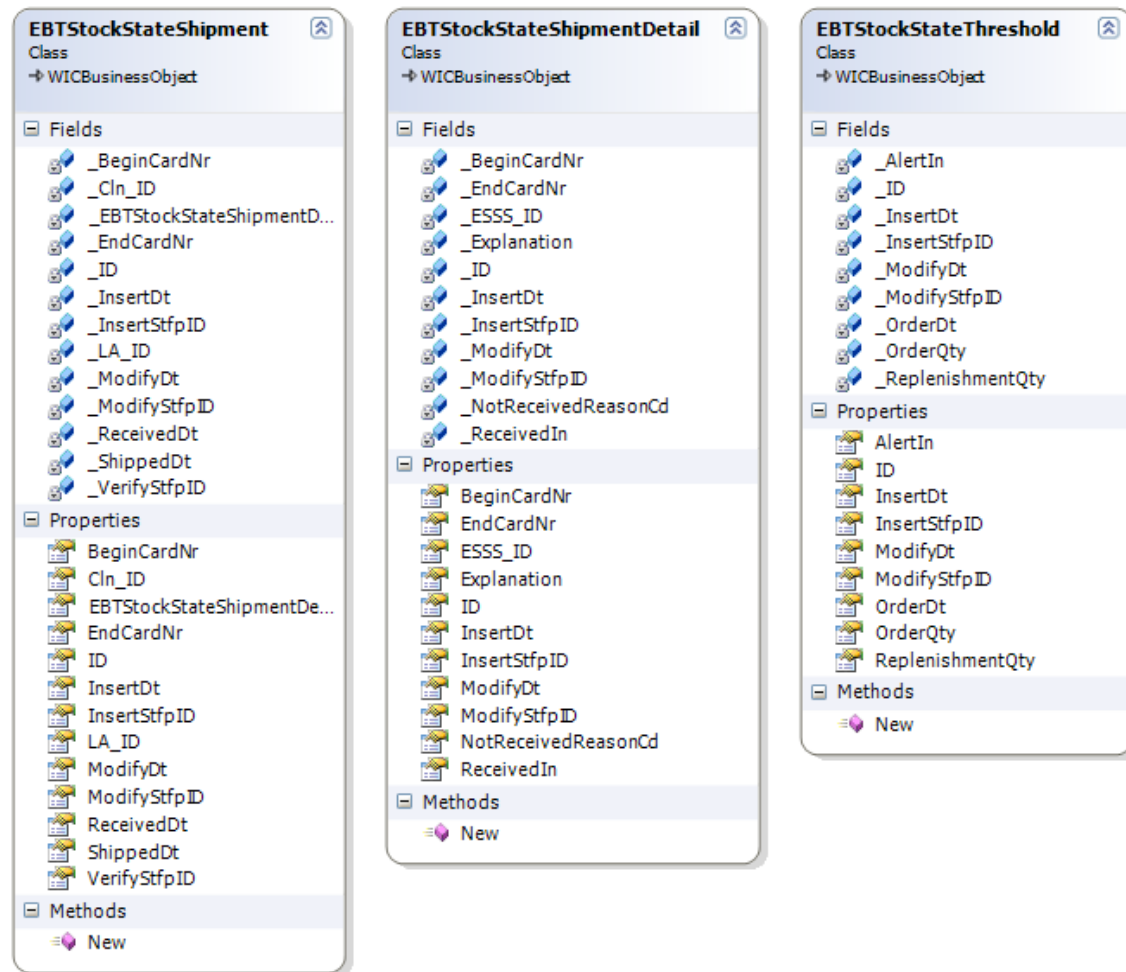 EBTStockStateShipment
Class
WICBusinessObject
Fields
_BeginCardNr
_Cln_ID
_EBTStockStateShipmentD...
_EndCardNr
_ID
_InsertDt
_InsertStfpID
_LA_ID
_ModifyDt
_ModifyStfpID
_ReceivedDt
_ShippedDt
_VerifyStfpID
Properties
BeginCardNr
Cln_ID
EBTStockStateShipmentDe...
EndCardNr
ID
InsertDt
InsertStfpID
LA_ID
ModifyDt
ModifyStfpID
ReceivedDt
ShippedDt
VerifyStfpID
Methods
New
EBTStockStateShipmentDetail
Class
WICBusinessObject
Fields
_BeginCardNr
_EndCardNr
_ESSS_ID
_Explanation
_ID
_InsertDt
_InsertStfpID
_ModifyDt
_ModifyStfpID
_NotReceivedReasonCd
_ReceivedIn
Properties
BeginCardNr
EndCardNr
ESSS_ID
Explanation
ID
InsertDt
InsertStfpID
ModifyDt
ModifyStfpID
NotReceivedReasonCd
ReceivedIn
Methods
New
EBTStockStateThreshold
Class
WICBusinessObject
Fields
_AlertIn
_ID
_InsertDt
_InsertStfpID
_ModifyDt
_ModifyStfpID
_OrderDt
_OrderQty
_ReplenishmentQty
Properties
AlertIn
ID
InsertDt
InsertStfpID
ModifyDt
ModifyStfpID
OrderDt
OrderQty
ReplenishmentQty
Methods
New